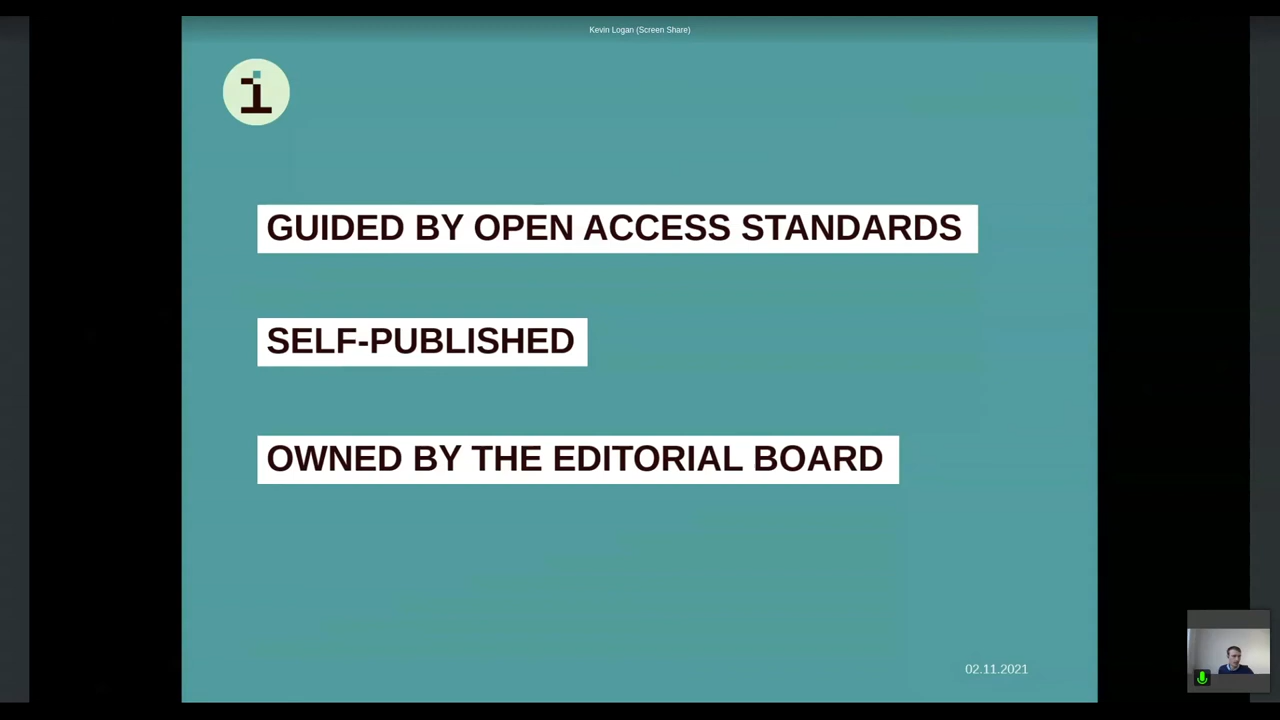 Kevin Logan (Screen Share)
i
GUIDED BY OPEN ACCESS STANDARDS
SELF-PUBLISHED
OWNED BY THE EDITORIAL BOARD
02.11.2021